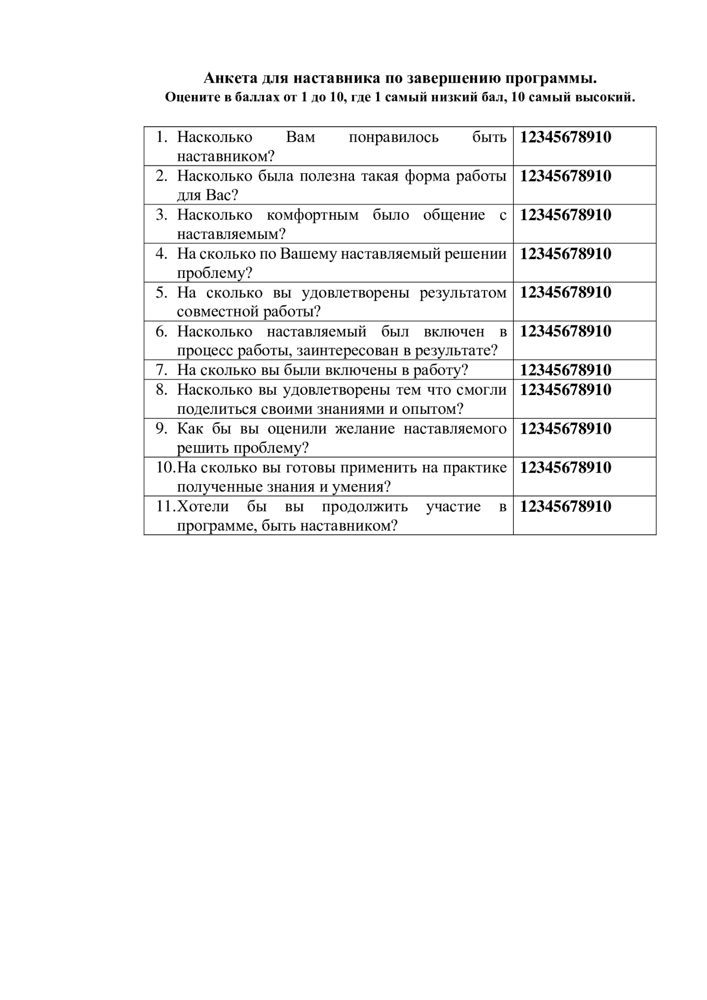 Анкета для наставника по завершению программы.
Оцените в баллах от 1 до 10, где 1 самый низкий бал, 10 самый высокий.
1. Насколько Вам понравилось быть 12345678910
наставником?
2. Насколько была полезна такая форма работы 12345678910
для Вас?
3. Насколько комфортным было общение с 12345678910
наставляемым?
4. На сколько по Вашему наставляемый решении 12345678910
проблему?
5. На сколько вы удовлетворены результатом 12345678910
совместной работы?
6. Насколько наставляемый был включен в 12345678910
процесс работы, заинтересован в результате?
7. На сколько вы были включены в работу? 12345678910
8. Насколько вы удовлетворены тем что смогли 12345678910
поделиться своими знаниями и опытом?
9. Как бы вы оценили желание наставляемого 12345678910
решить проблему?
10.На сколько вы готовы применить на практике 12345678910
полученные знания и умения?
11.Хотели бы вы продолжить участие в 12345678910
программе, быть наставником?